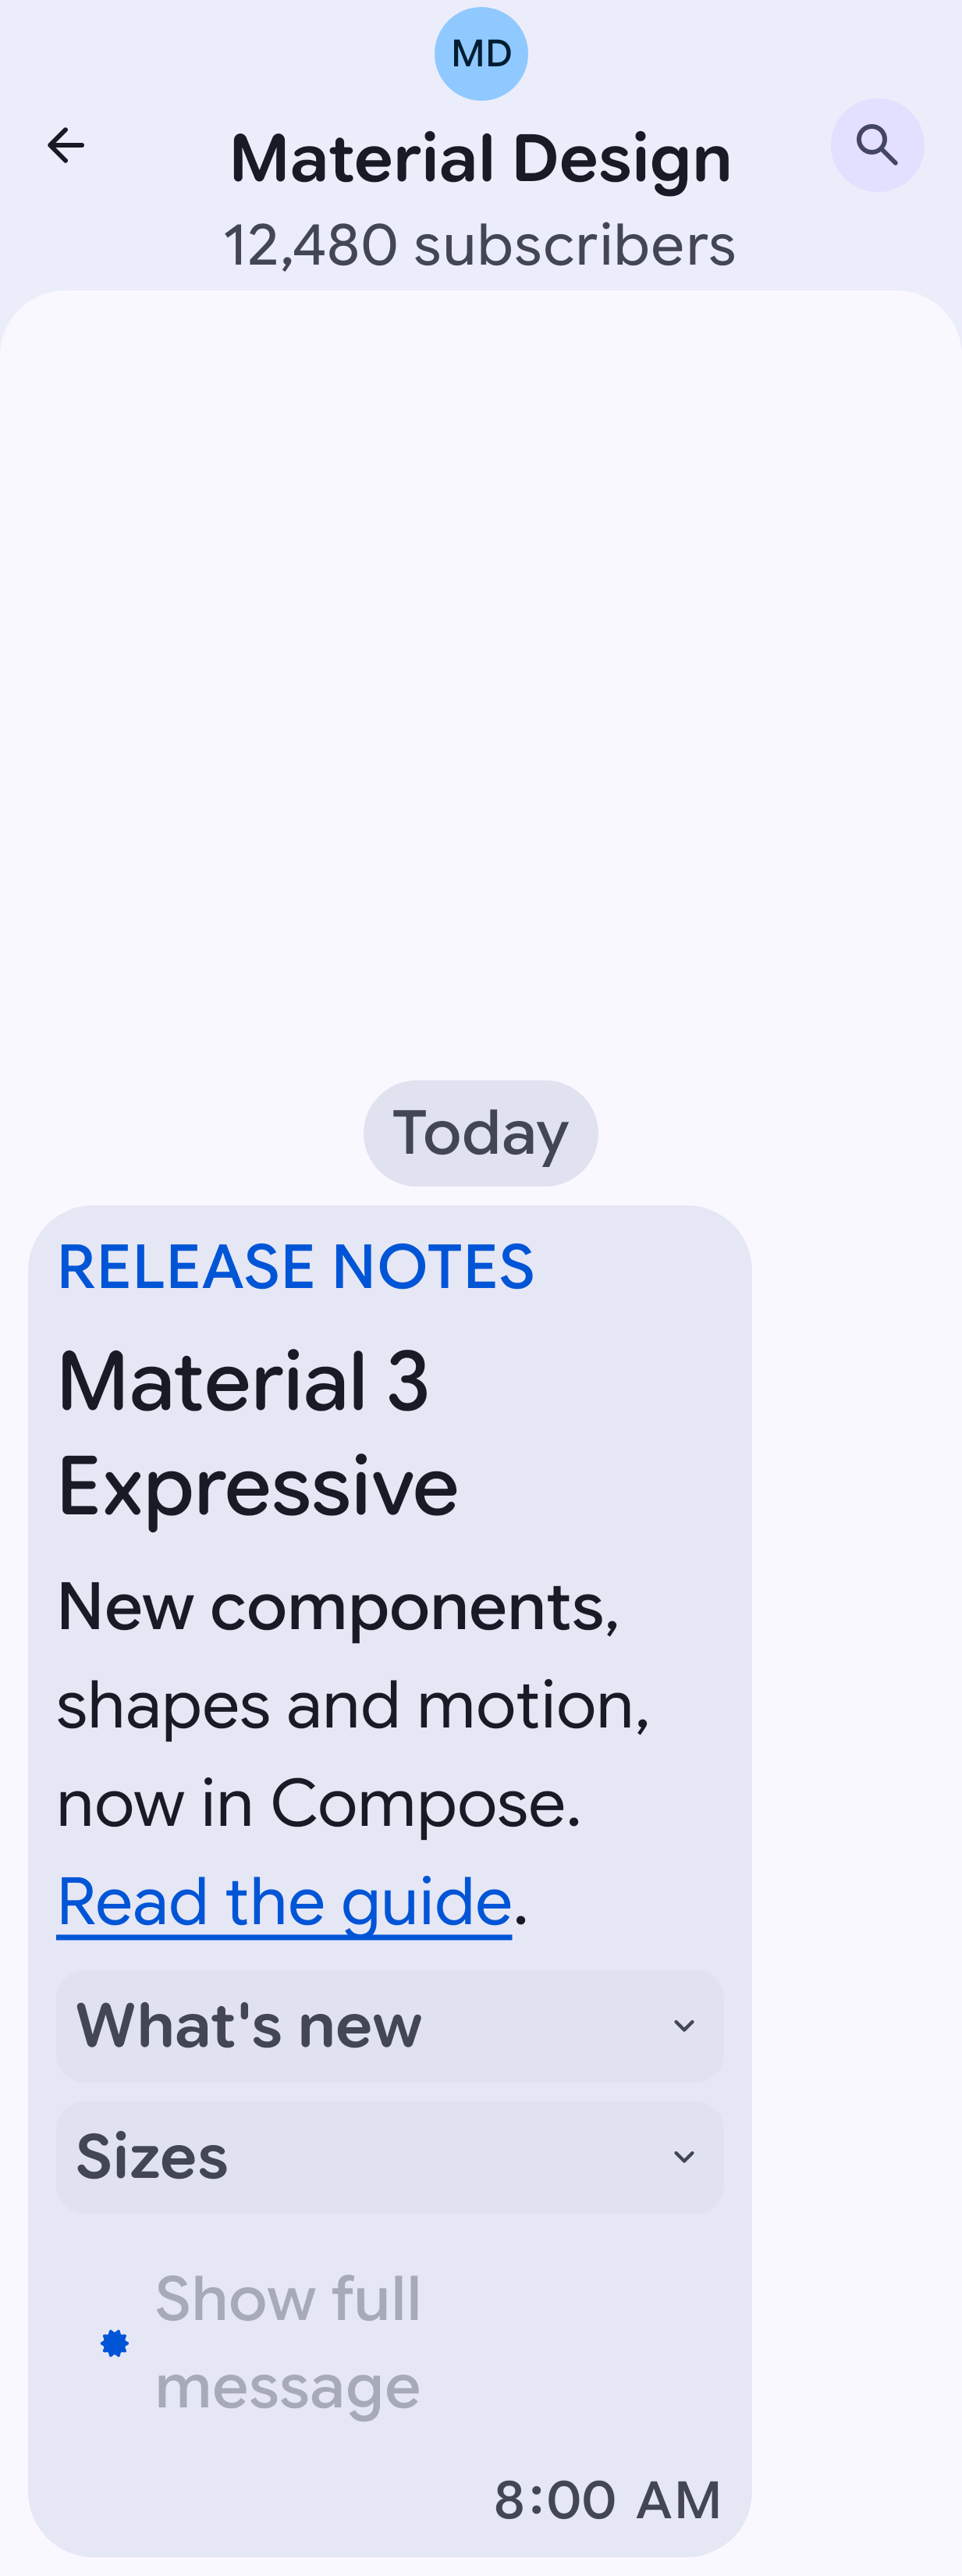 MD
Material Design
12,480 subscribers
Today
RELEASE NOTES
Material 3
Expressive
New components,
shapes and motion,
now in Compose.
Read the guide.
What's new
Sizes
Show full
message
8:00 AM